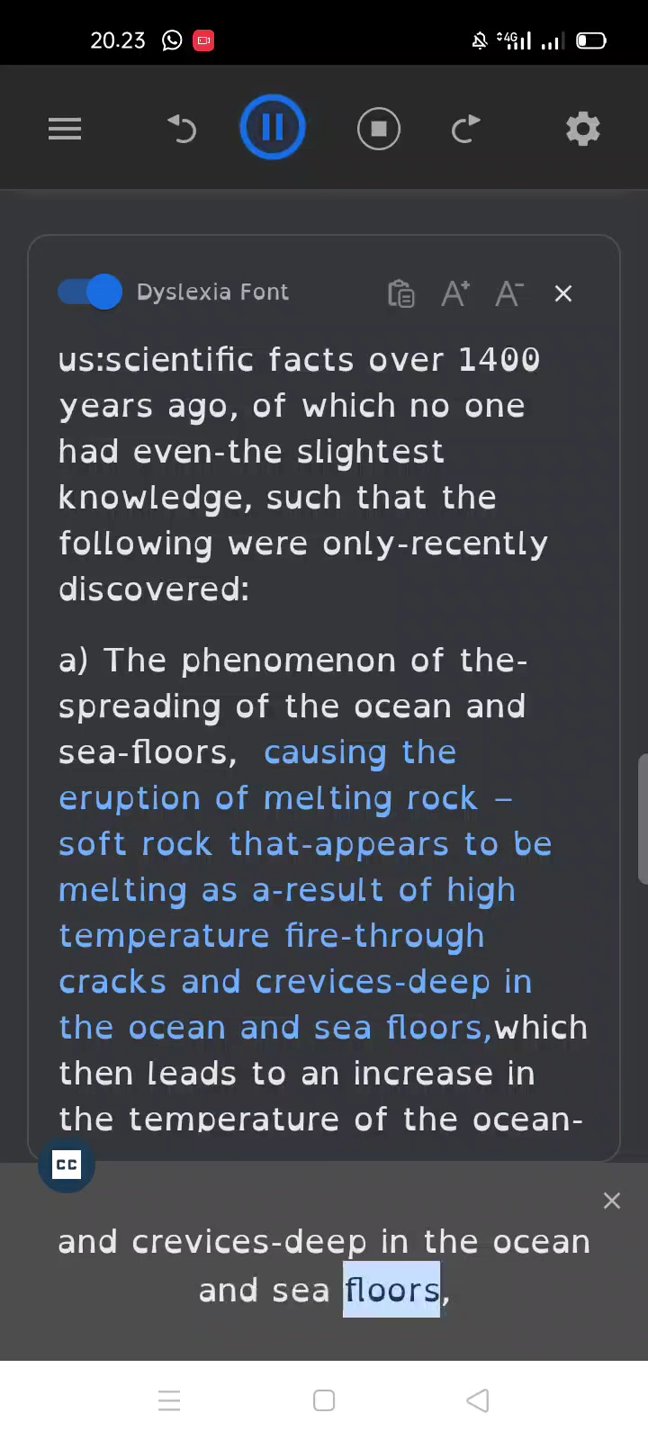 20.23
4G
Dyslexia Font
A+ A-
us:scientific facts over 1400
years ago, of which no one
had even-the slightest
knowledge, such that the
following were only-recently
discovered:
a) The phenomenon of the-
spreading of the ocean and
sea-floors, causing the
eruption of melting rock –
soft rock that-appears to be
melting as a-result of high
temperature fire-through
cracks and crevices-deep in
the ocean and sea floors,which
then leads to an increase in
the temperature of the ocean-
CC
and crevices-deep in the ocean
and sea floors,